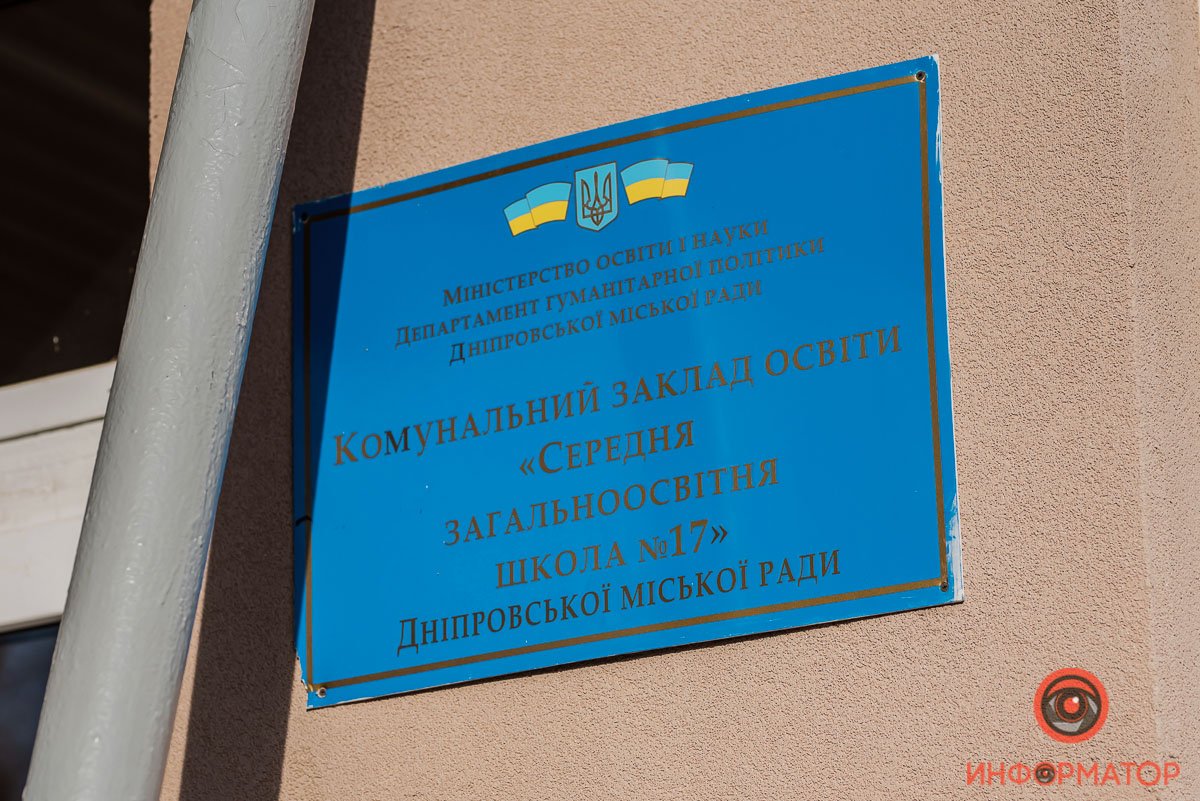 Міністерство освіти і науки
Департамент гуманітарної політики
Дніпровської міської ради
Комунальний заклад освіти
«Середня
загальноосвітня
школа №17»
Дніпровської міської ради
ИНФОРМАТОР